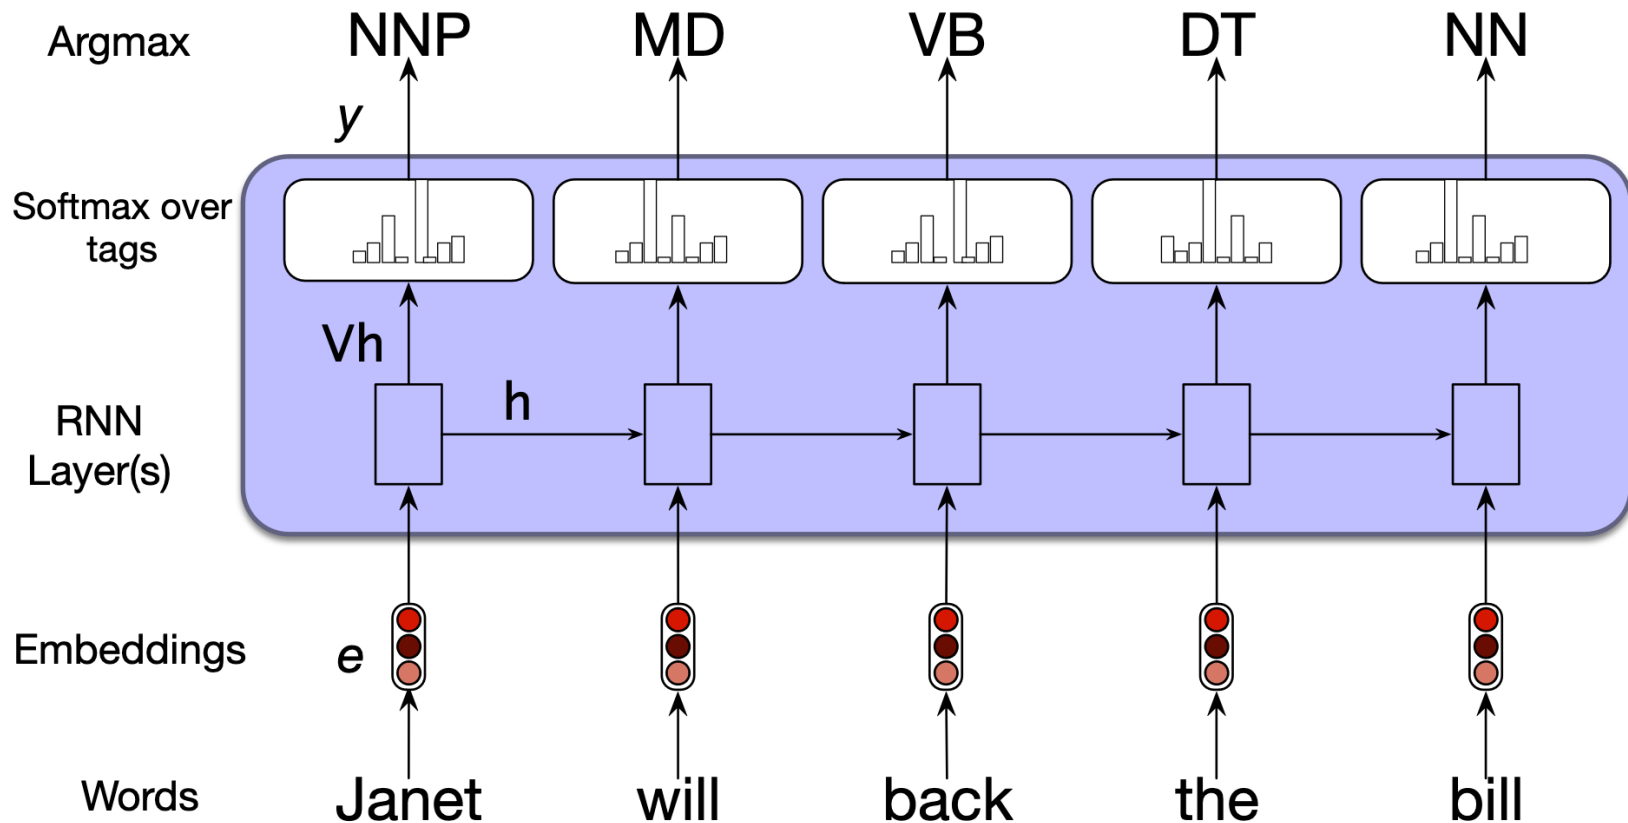 Argmax NNP MD VB DT NN
y
Softmax over
tags
Vh
h
RNN
Layer(s)
Embeddings e
Words Janet will back the bill